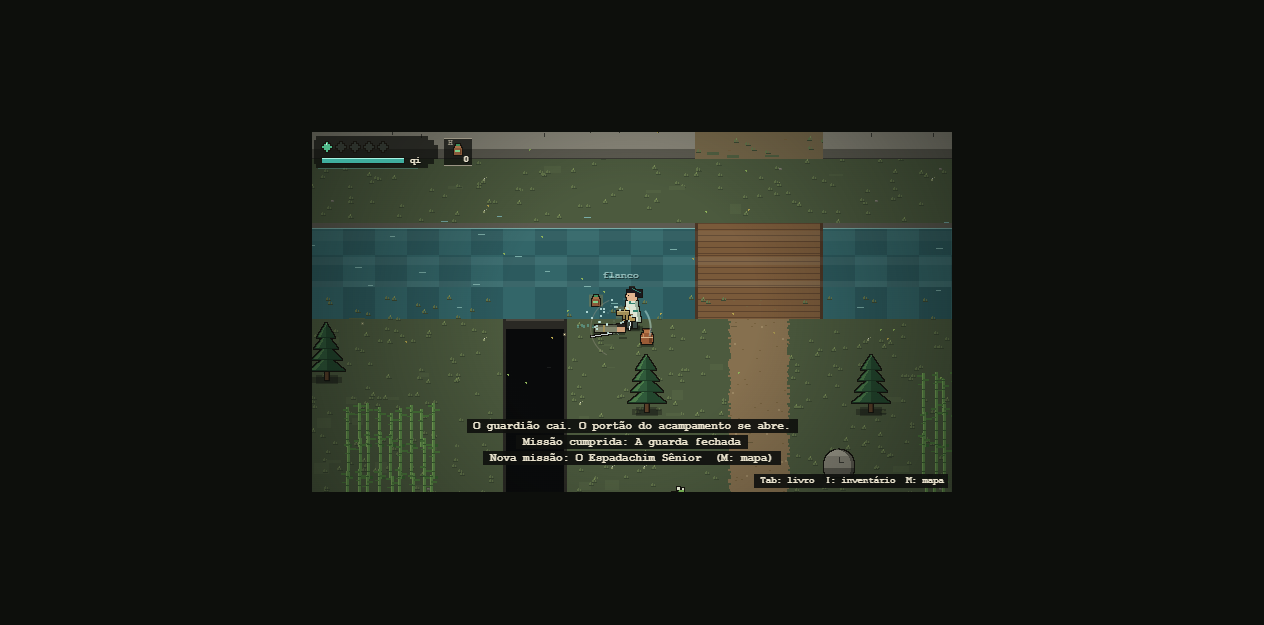 qi
R
0
flanco
O guardião cai. O portão do acampamento se abre.
Missão cumprida: A guarda fechada
Nova missão: O Espadachim Sênior (M: mapa)
Tab: livro I: inventário M: mapa